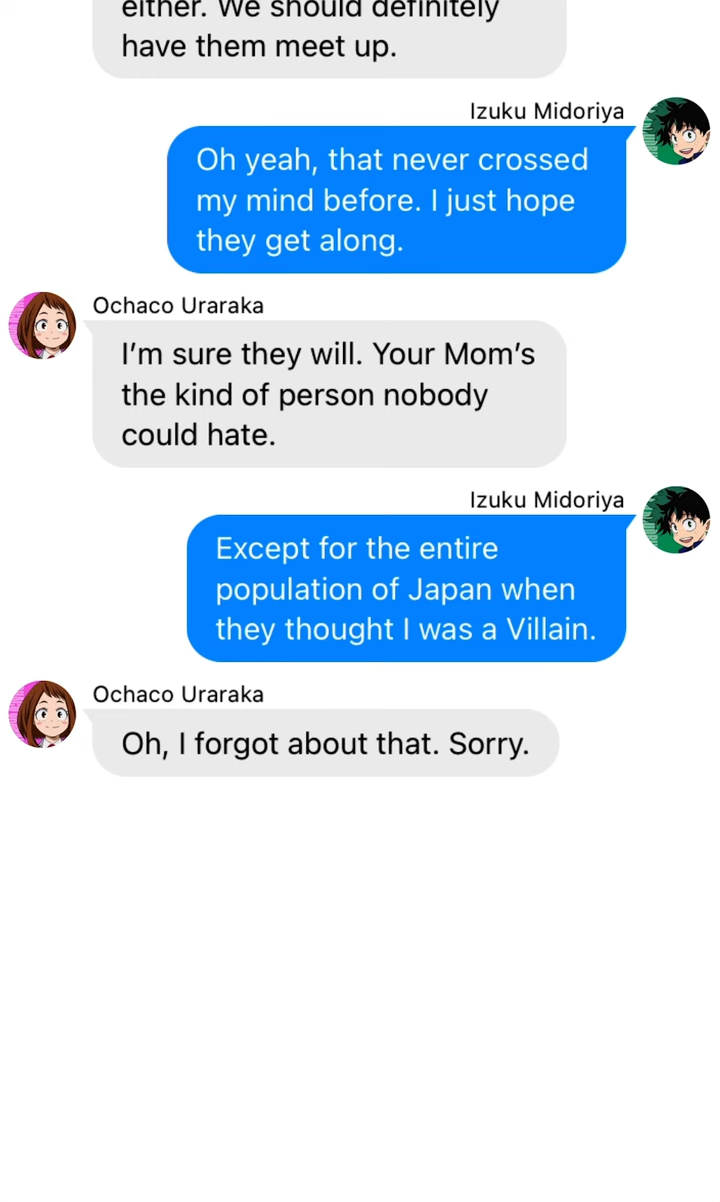 either. We should definitely
have them meet up.
Izuku Midoriya
Oh yeah, that never crossed
my mind before. I just hope
they get along.
Ochaco Uraraka
I’m sure they will. Your Mom’s
the kind of person nobody
could hate.
Izuku Midoriya
Except for the entire
population of Japan when
they thought I was a Villain.
Ochaco Uraraka
Oh, I forgot about that. Sorry.